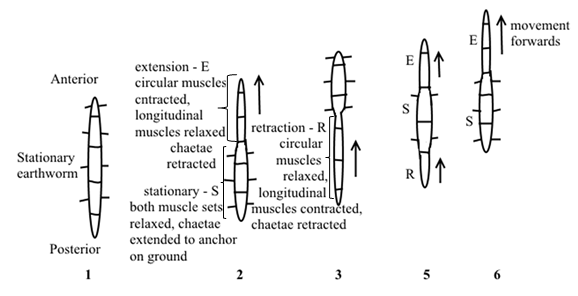 Anterior
Stationary
earthworm
Posterior
1
extension - E
circular muscles
cntracted,
longitudinal
muscles relaxed
chaetae
retracted
stationary - S
both muscle sets
relaxed, chaetae
extended to anchor
on ground
2
retraction - R
circular
muscles
relaxed,
longitudinal
muscles contracted,
chaetae retracted
3
E
S
R
5
E
S
movement
forwards
6